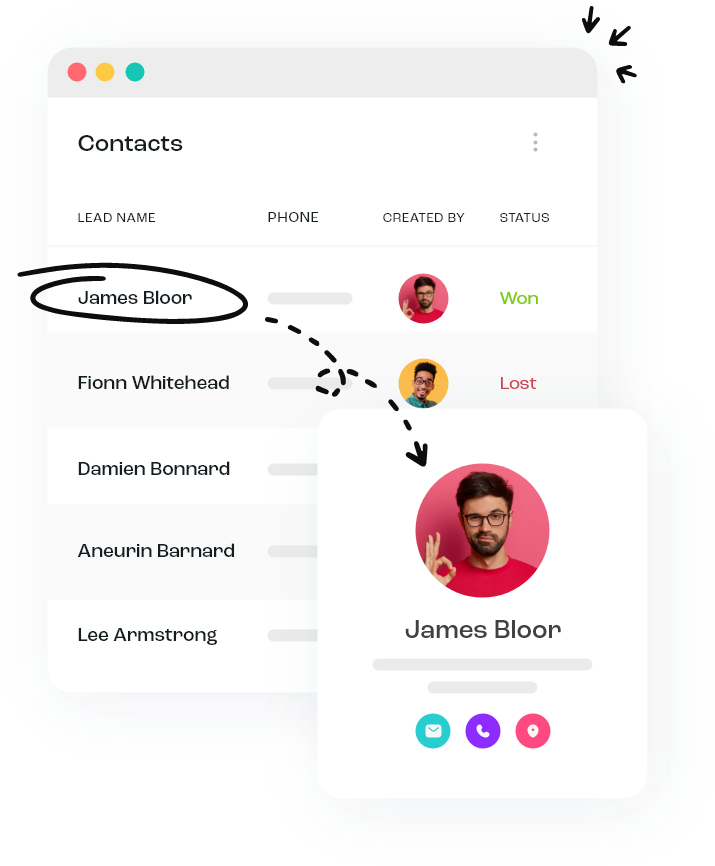 Contacts
LEAD NAME PHONE CREATED BY STATUS
James Bloor Won
Fionn Whitehead Lost
Damien Bonnard
Aneurin Barnard
Lee Armstrong
James Bloor